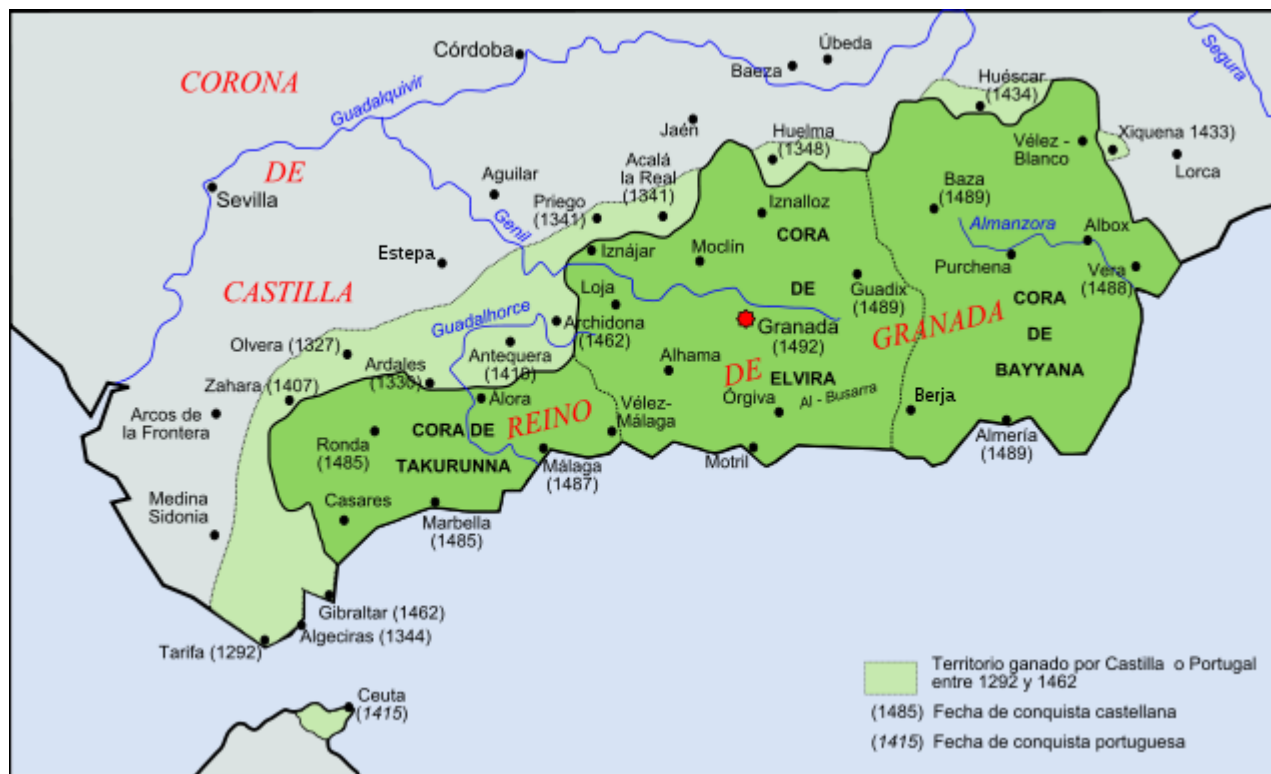 CORONA
DE
CASTILLA
REINO
DE
GRANADA
Guadalquivir
Córdoba
Baeza
Úbeda
Segura
Huéscar
(1434)
Jaén
Huelma
(1348)
Vélez -
Blanco
Xiquena 1433)
Lorca
Sevilla
Aguilar
Acalá
la Real
(1341)
Priego
(1341)
Genil
Iznalloz
Baza
(1489)
Almanzora
Albox
Estepa
Iznájar
Moclín
CORA
DE
ELVIRA
Purchena
Vera
(1488)
Guadix
(1489)
CORA
DE
BAYYANA
Loja
Guadalhorce
Archidona
(1462)
Granada
(1492)
Olvera (1327)
Ardales
(1330)
Antequera
(1410)
Alhama
Zahara (1407)
Álora
Órgiva
Al - Busarra
Berja
Arcos de
la Frontera
Ronda
(1485)
CORA DE
TAKURUNNA
Vélez-
Málaga
Motril
Almería
(1489)
Málaga
(1487)
Medina
Sidonia
Casares
Marbella
(1485)
Gibraltar (1462)
Algeciras (1344)
Tarifa (1292)
Ceuta
(1415)
Territorio ganado por Castilla o Portugal
entre 1292 y 1462
(1485) Fecha de conquista castellana
(1415) Fecha de conquista portuguesa